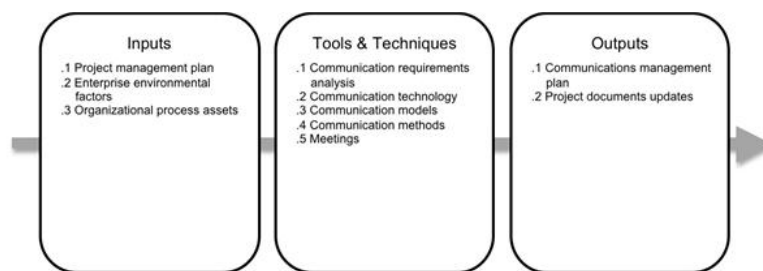 Inputs
.1 Project management plan
.2 Enterprise environmental
factors
.3 Organizational process assets
Tools & Techniques
.1 Communication requirements
analysis
.2 Communication technology
.3 Communication models
.4 Communication methods
.5 Meetings
Outputs
.1 Communications management
plan
.2 Project documents updates